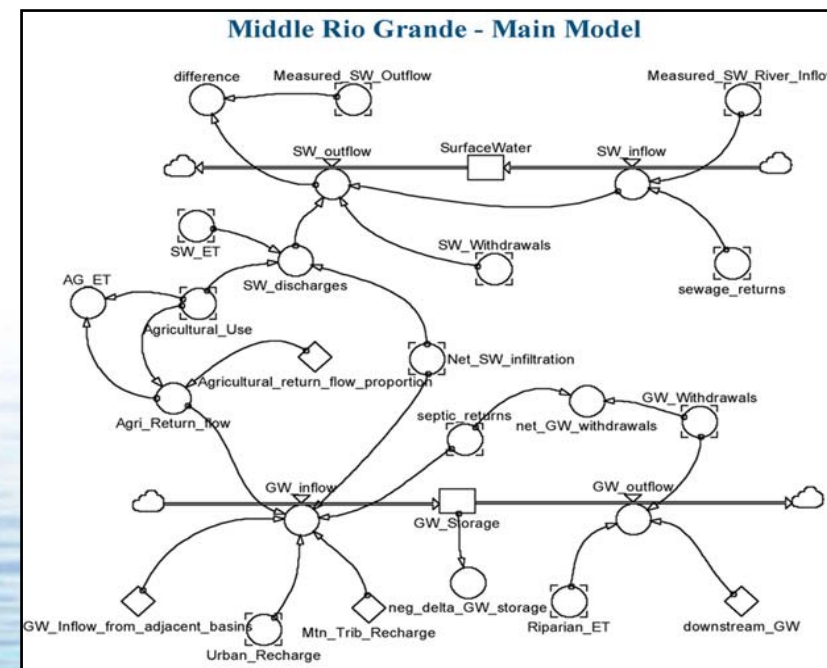 Middle Rio Grande - Main Model
difference
Measured_SW_Outflow
Measured_SW_River_Inflo
SW_outflow
SurfaceWater
SW_inflow
SW_ET
SW_Withdrawals
AG_ET
SW_discharges
sewage_returns
Agricultural_Use
Net_SW_infiltration
Agricultural_return_flow_proportion
septic_returns
GW_Withdrawals
Agri_Return_flow
net_GW_withdrawals
GW_inflow
GW_outflow
GW_Storage
neg_delta_GW_storage
GW_Inflow_from_adjacent_basins
Mtn_Trib_Recharge
Riparian_ET
downstream_GW
Urban_Recharge